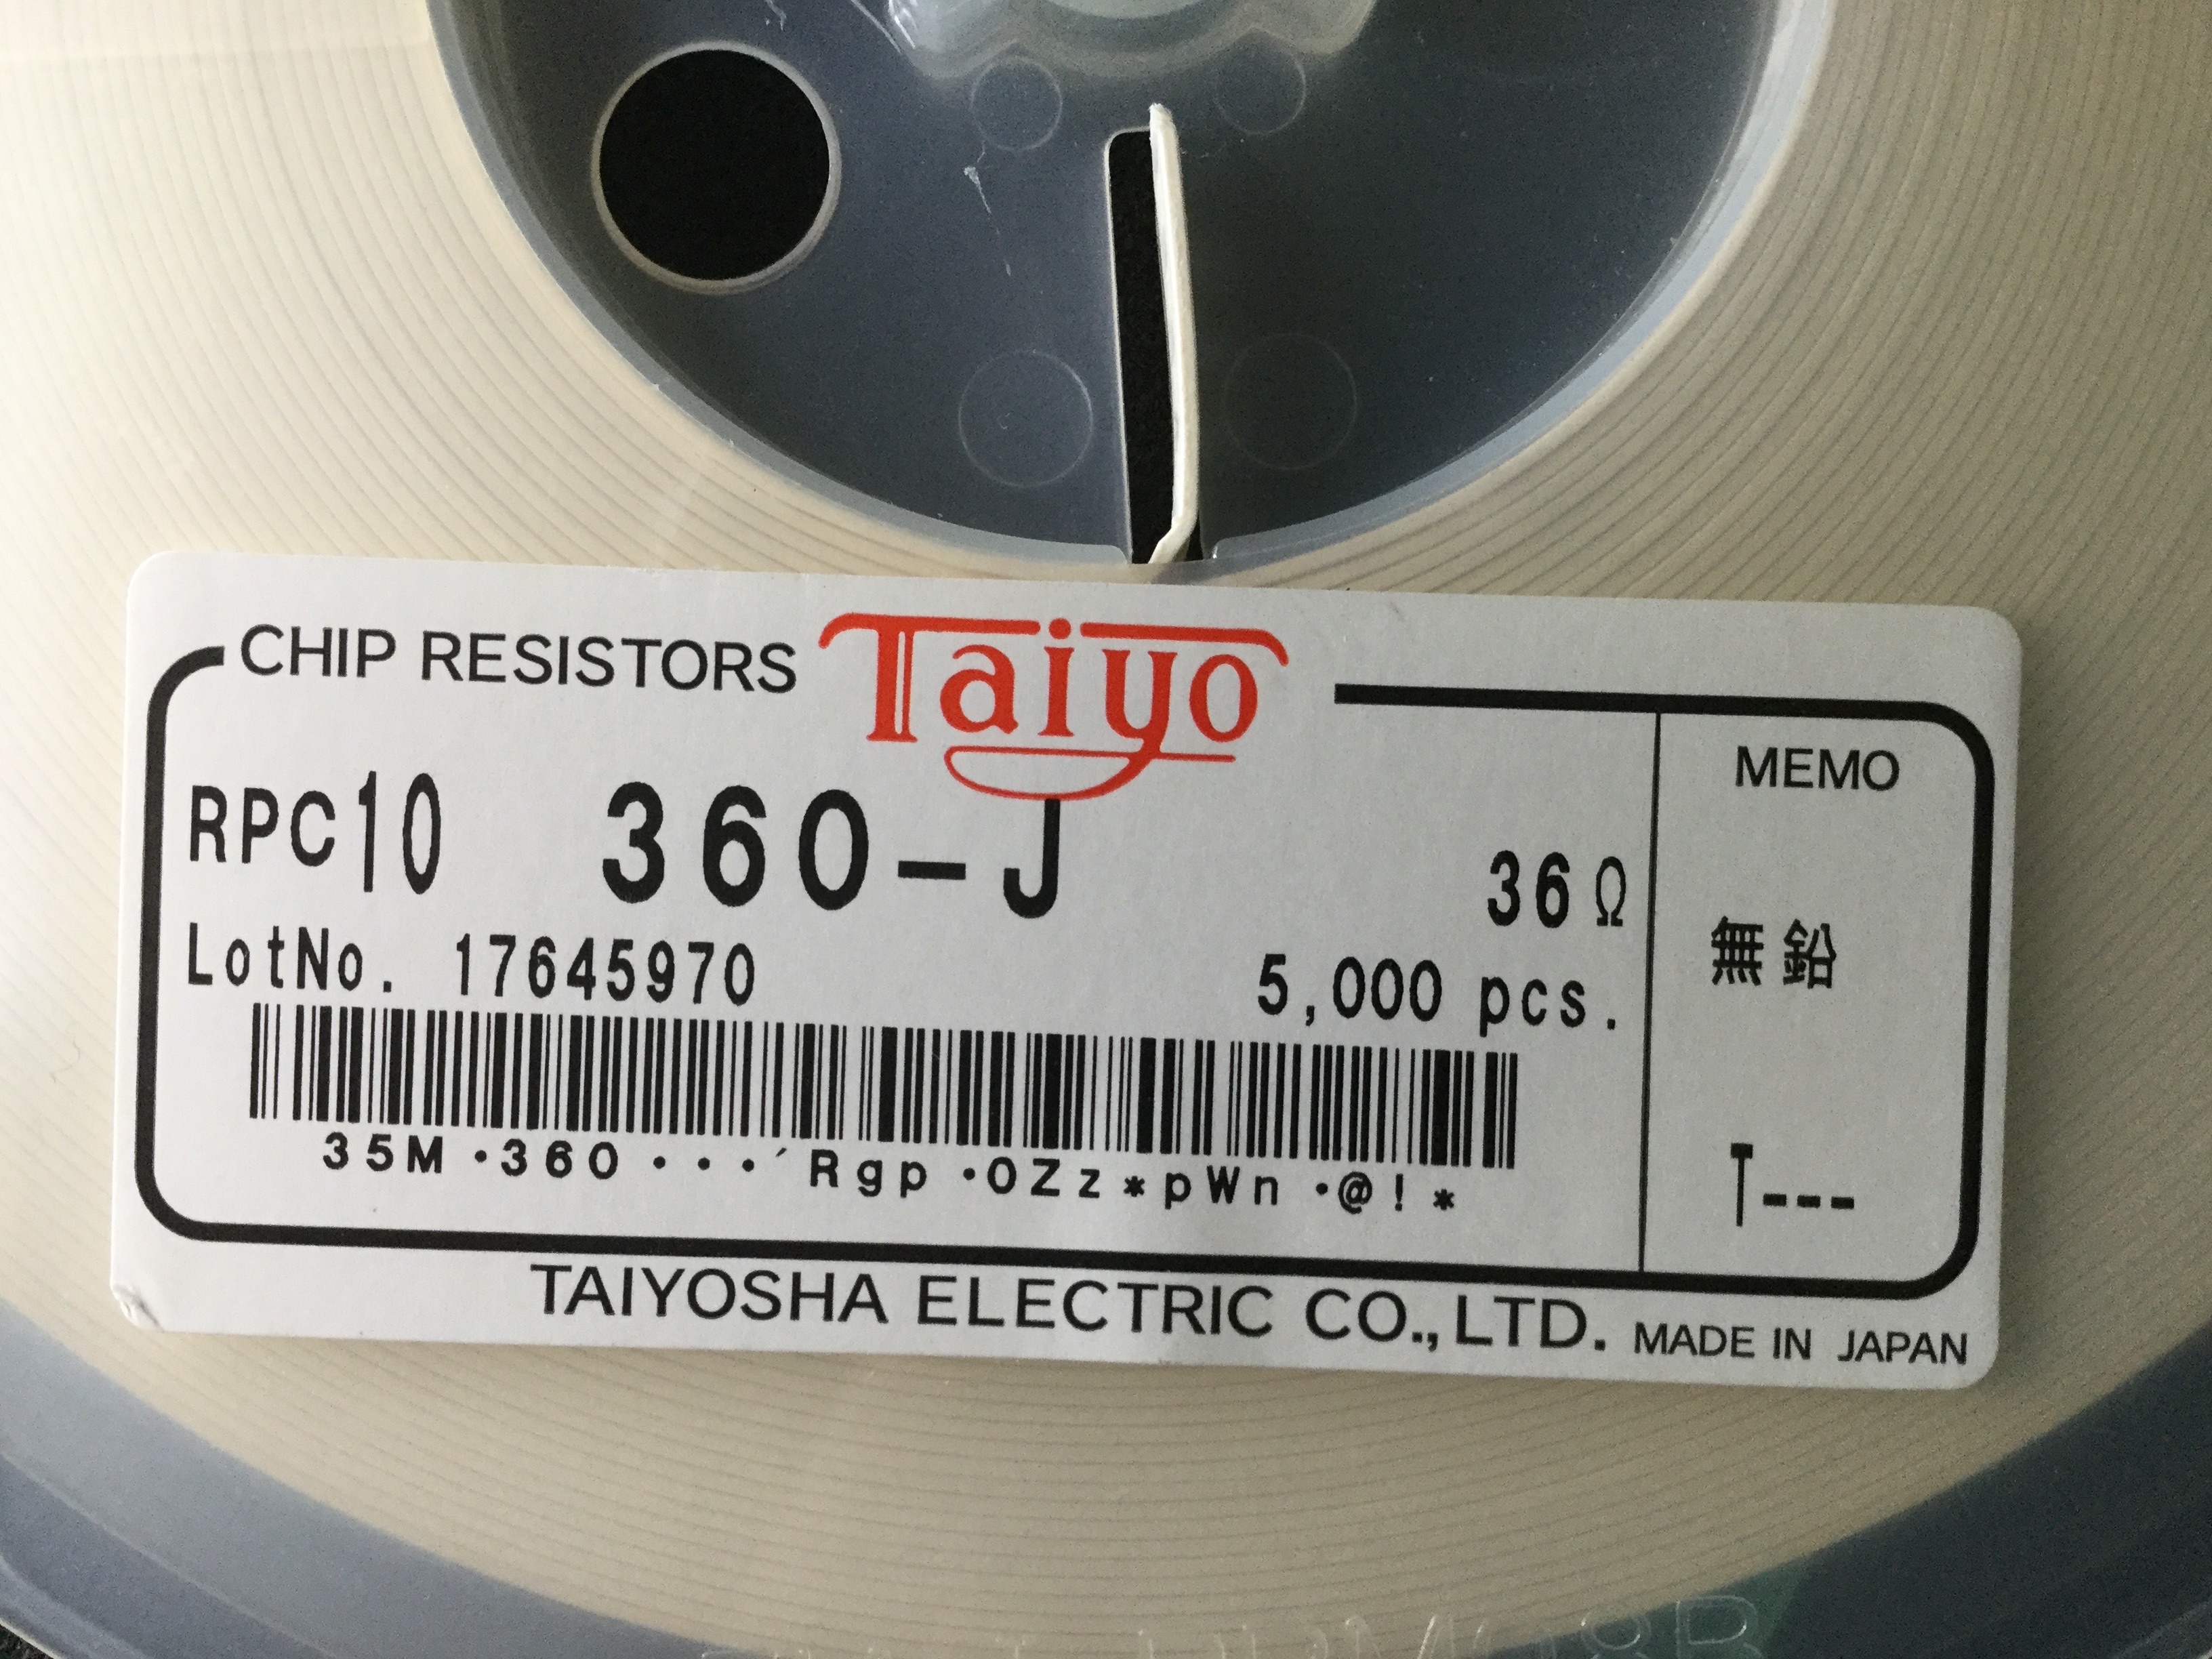 CHIP RESISTORS Taiyo
MEMO
RPC10 360-J 36Ω
LotNo. 17645970 5,000 pcs.
無鉛
35M・360・・・´Rgp・OZz*pWn・@!*
T---
TAIYOSHA ELECTRIC CO.,LTD. MADE IN JAPAN